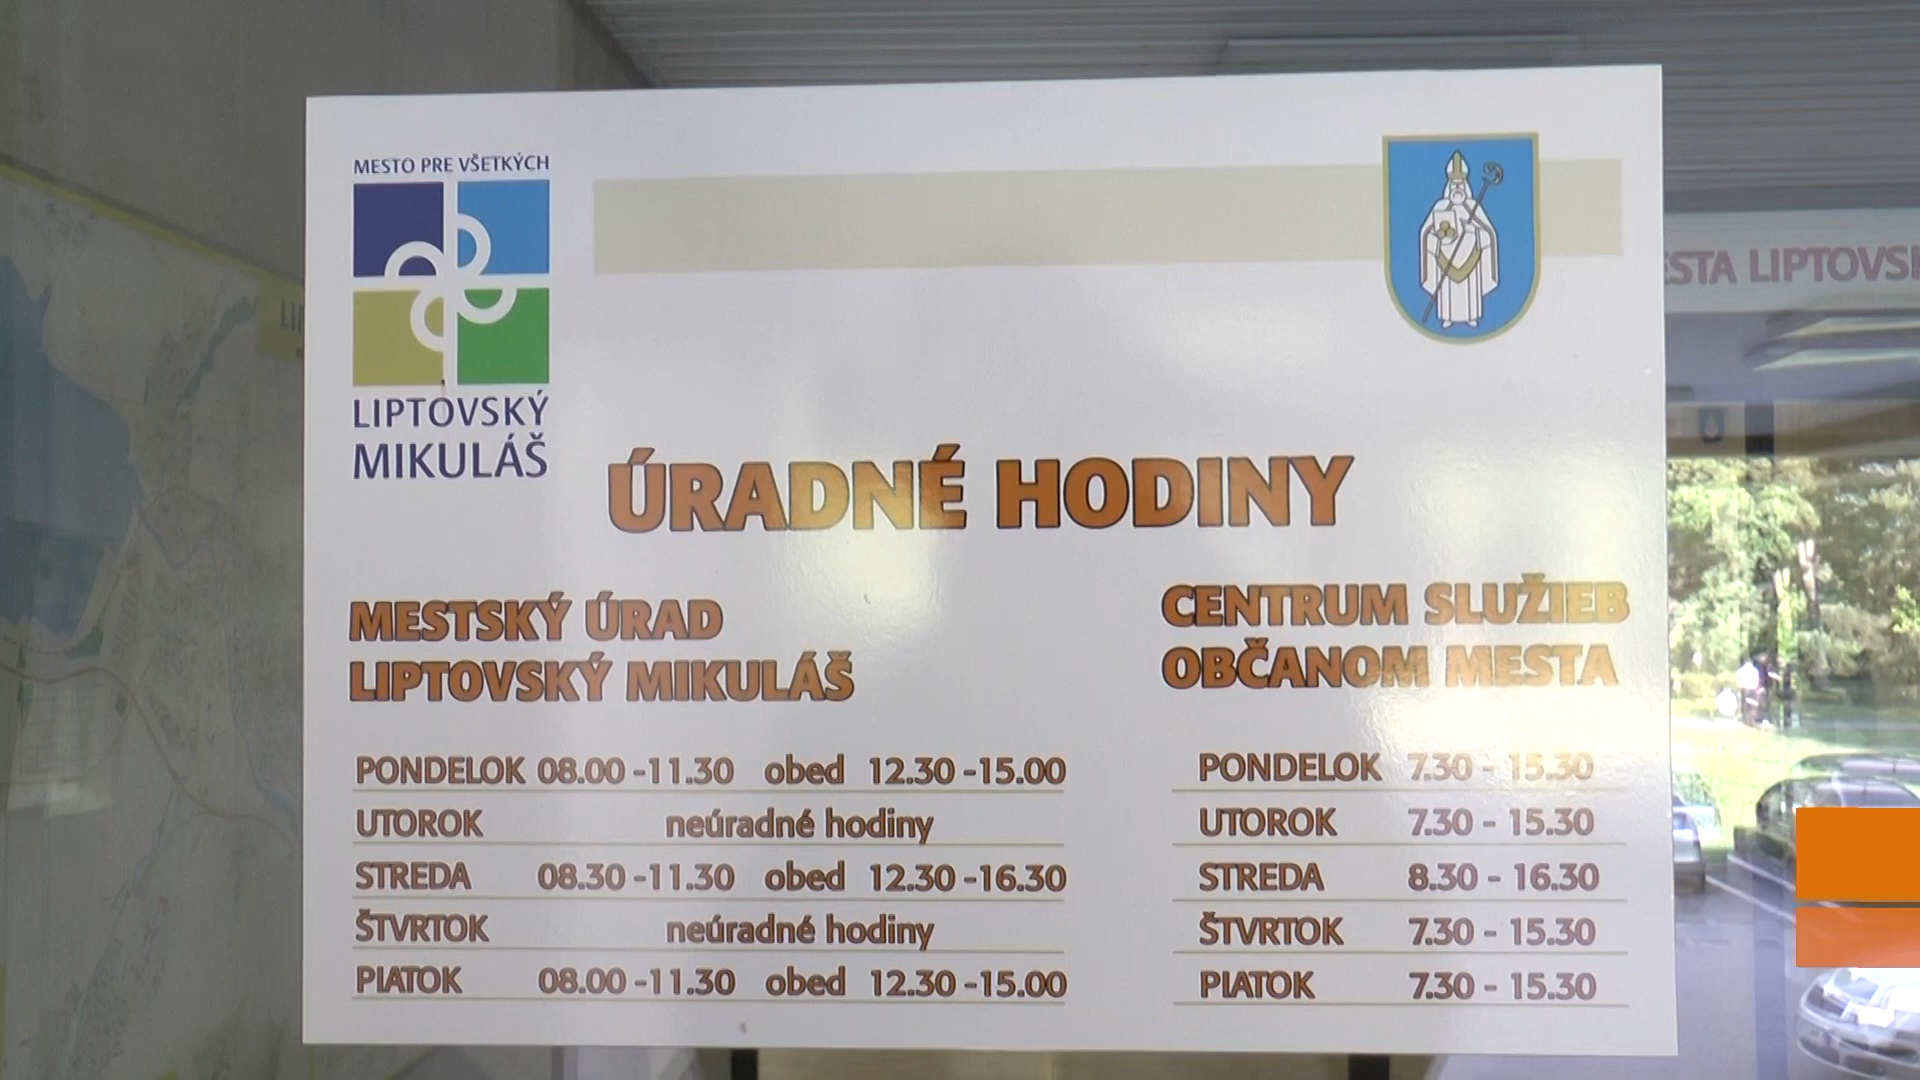 MESTO PRE VŠETKÝCH
LIPTOVSKÝ
MIKULÁŠ
ÚRADNÉ HODINY
MESTSKÝ ÚRAD
LIPTOVSKÝ MIKULÁŠ
PONDELOK 08.00 -11.30 obed 12.30 -15.00
UTOROK neúradné hodiny
STREDA 08.30 -11.30 obed 12.30 -16.30
ŠTVRTOK neúradné hodiny
PIATOK 08.00 -11.30 obed 12.30 -15.00
CENTRUM SLUŽIEB
OBČANOM MESTA
PONDELOK 7.30 - 15.30
UTOROK 7.30 - 15.30
STREDA 8.30 - 16.30
ŠTVRTOK 7.30 - 15.30
PIATOK 7.30 - 15.30